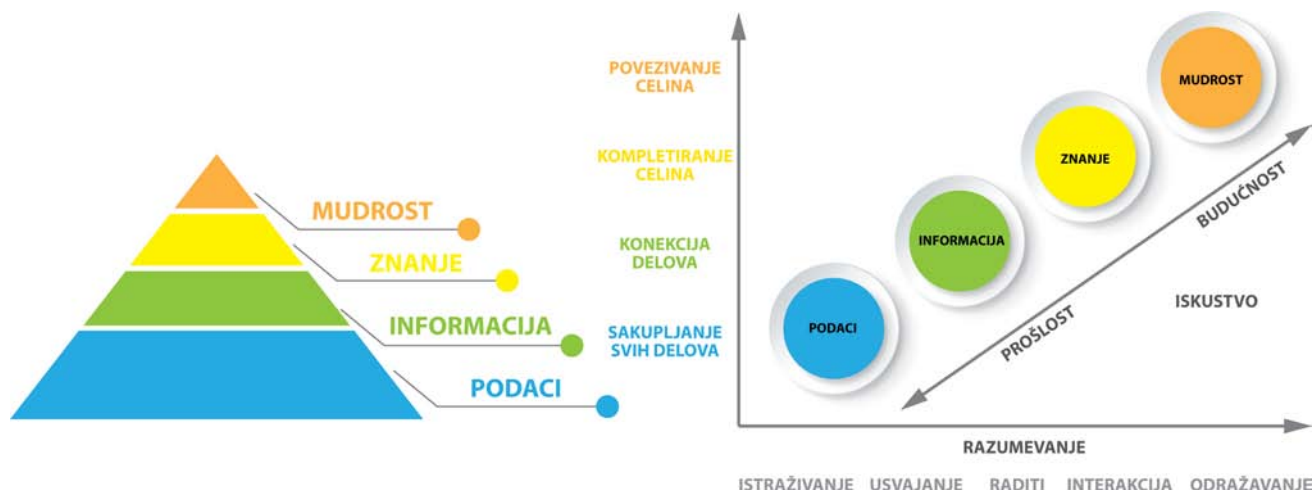 MUDROST
ZNANJE
INFORMACIJA
PODACI
POVEZIVANJE
CELINA
KOMPLETIRANJE
CELINA
KONEKCIJA
DELOVA
SAKUPLJANJE
SVIH DELOVA
MUDROST
ZNANJE
INFORMACIJA
PODACI
BUDUĆNOST
PROŠLOST
ISKUSTVO
RAZUMEVANJE
ISTRAŽIVANJE USVAJANJE RADITI INTERAKCIJA ODRAŽAVANJE